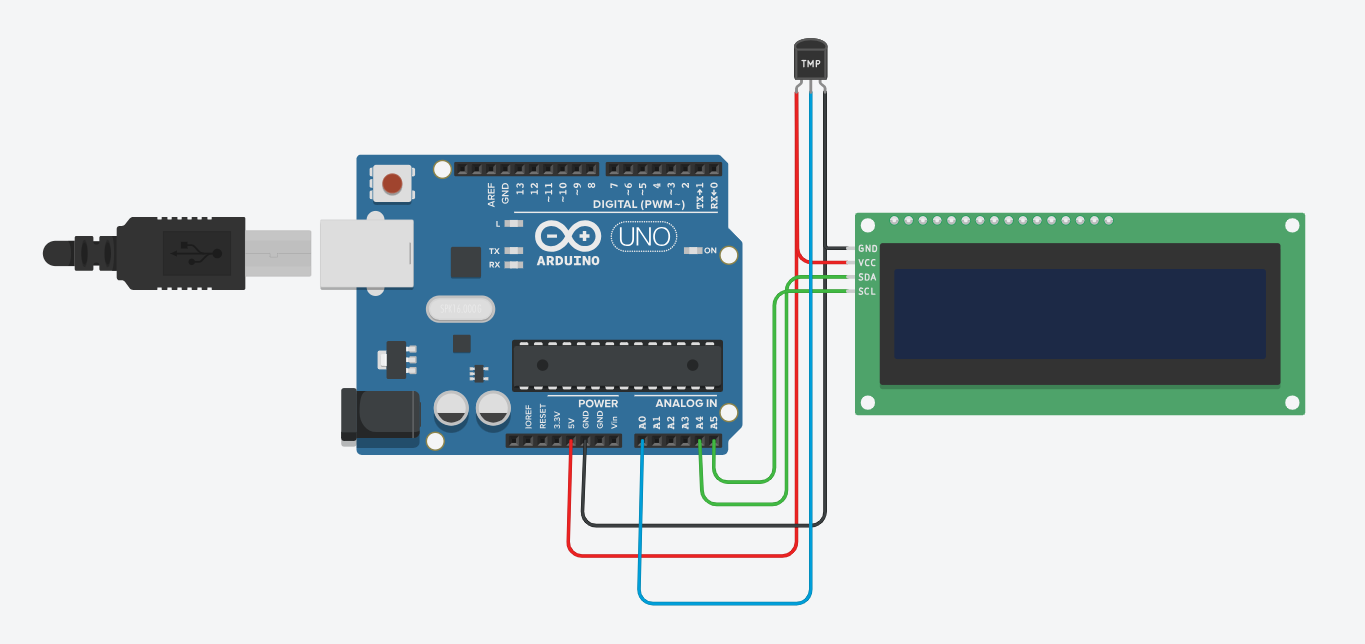 TMP
AREF
GND
13
12
~11
~10
~9
8
7
~6
~5
4
~3
2
TX→1
RX←0
DIGITAL (PWM~)
L
TX
RX
UNO
ARDUINO
ON
GND
VCC
SDA
SCL
POWER
ANALOG IN
IOREF
RESET
3.3V
5V
GND
GND
Vin
A0
A1
A2
A3
A4
A5